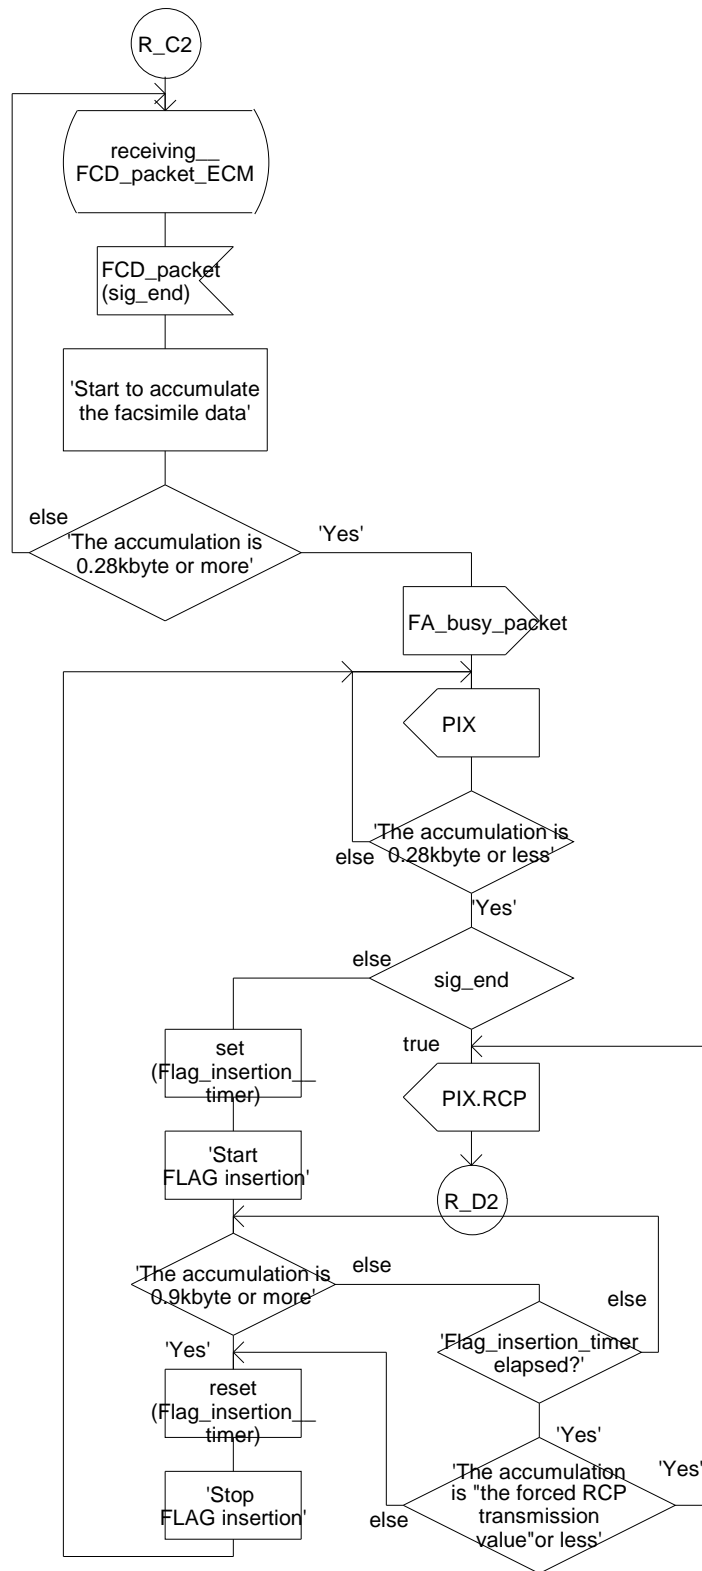 R_C2
receiving__
FCD_packet_ECM
FCD_packet
(sig_end)
'Start to accumulate
the facsimile data'
else
'Yes'
'The accumulation is
0.28kbyte or more'
FA_busy_packet
PIX
'The accumulation is
0.28kbyte or less'
else
'Yes'
else
sig_end
true
set
(Flag_insertion__
timer)
PIX.RCP
'Start
FLAG insertion'
R_D2
'The accumulation is
0.9kbyte or more'
else
else
'Flag_insertion_timer
elapsed?'
'Yes'
reset
(Flag_insertion__
timer)
'Yes'
'The accumulation
is "the forced RCP
transmission
value"or less'
'Yes'
else
'Stop
FLAG insertion'